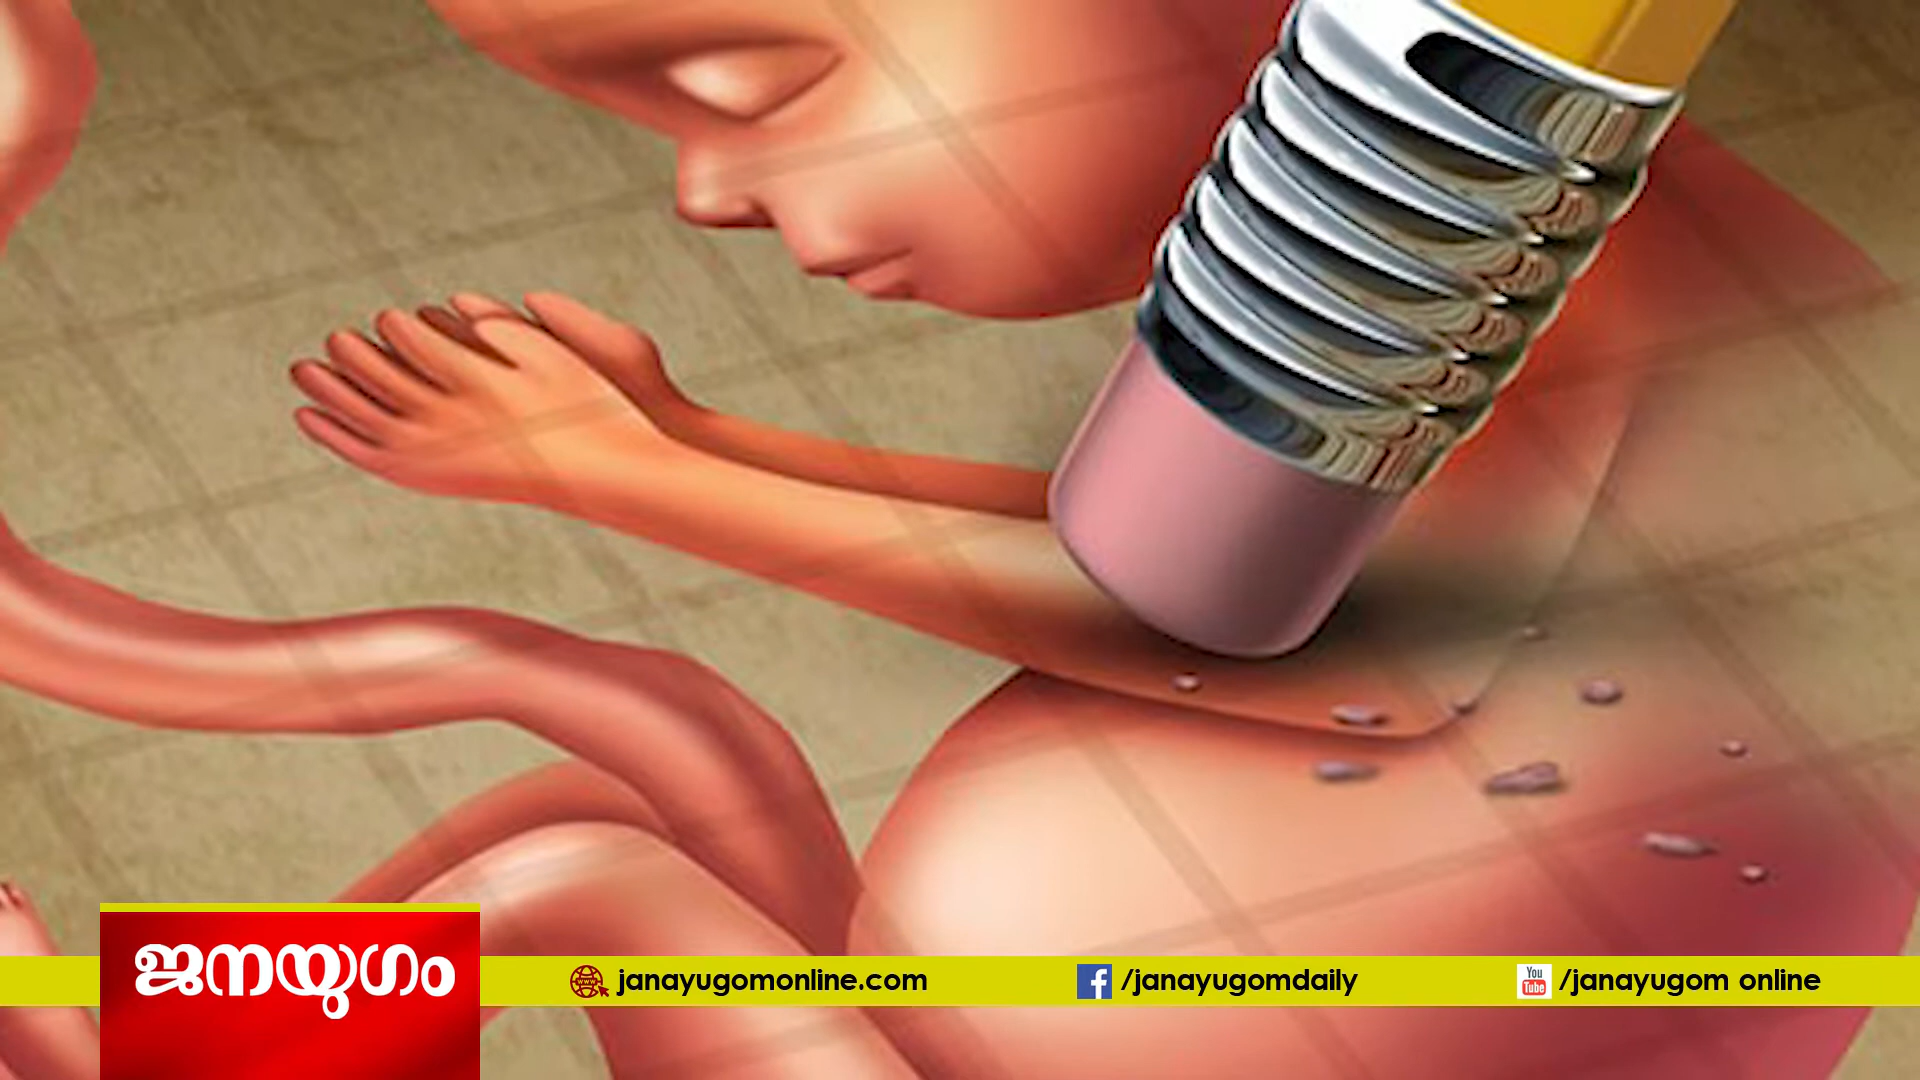 ജനയുഗം
janayugomonline.com
/janayugomdaily
You
Tube
/janayugom online